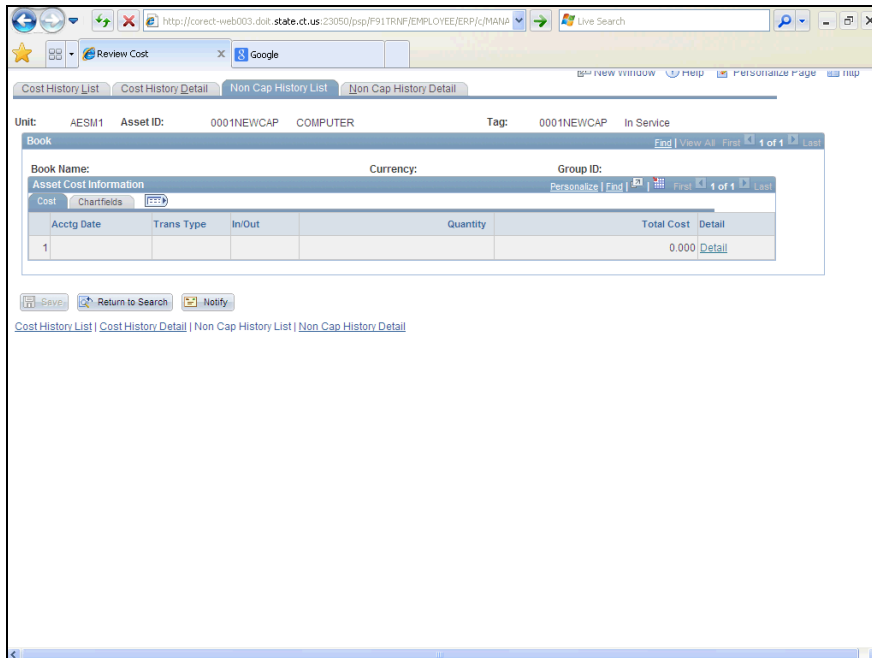 http://corect-web003.doit.state.ct.us:23050/psp/F91TRNF/EMPLOYEE/ERP/c/MANA Live Search
Review Cost Google
New Window Help Personalize Page http
Cost History List Cost History Detail Non Cap History List Non Cap History Detail
Unit: AESM1 Asset ID: 0001NEWCAP COMPUTER Tag: 0001NEWCAP In Service
Book Find | View All First 1 of 1 Last
Book Name: Currency: Group ID:
Asset Cost Information Personalize | Find | | First 1 of 1 Last
Cost Chartfields
Acctg Date Trans Type In/Out Quantity Total Cost Detail
1 0.000 Detail
Save Return to Search Notify
Cost History List | Cost History Detail | Non Cap History List | Non Cap History Detail